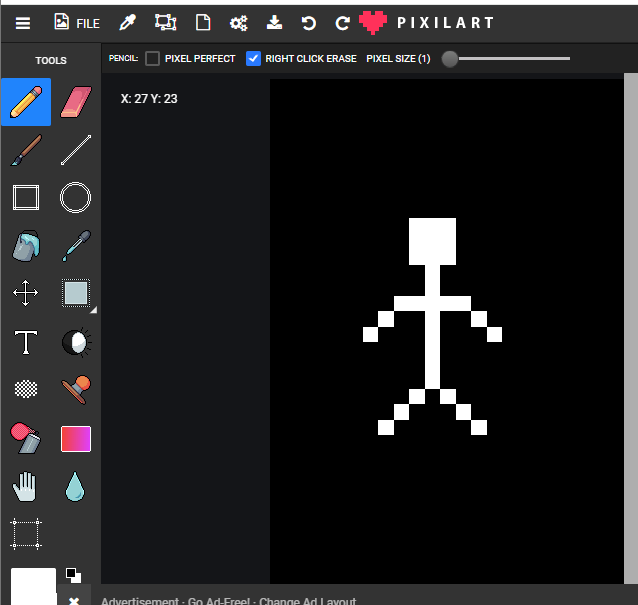 FILE
PIXILART
TOOLS
PENCIL: PIXEL PERFECT RIGHT CLICK ERASE PIXEL SIZE (1)
X: 27 Y: 23
T
Advertisement · Go Ad-Free! · Change Ad Layout